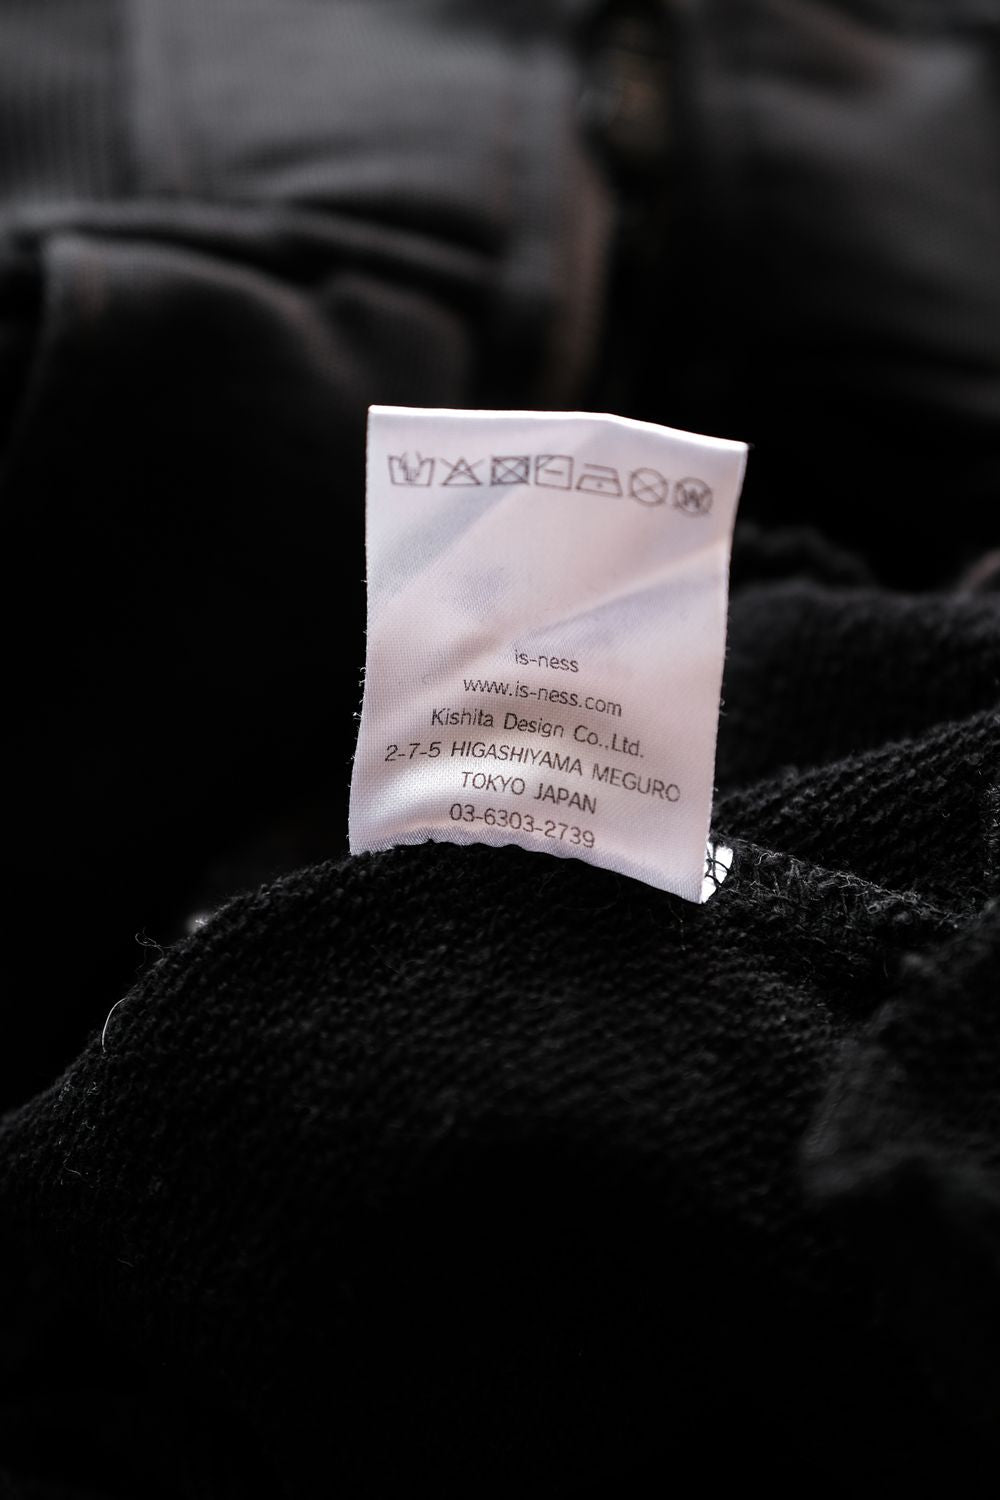 is-ness
www.is-ness.com
Kishita Design Co.,Ltd.
2-7-5 HIGASHIYAMA MEGURO
TOKYO JAPAN
03-6303-2739